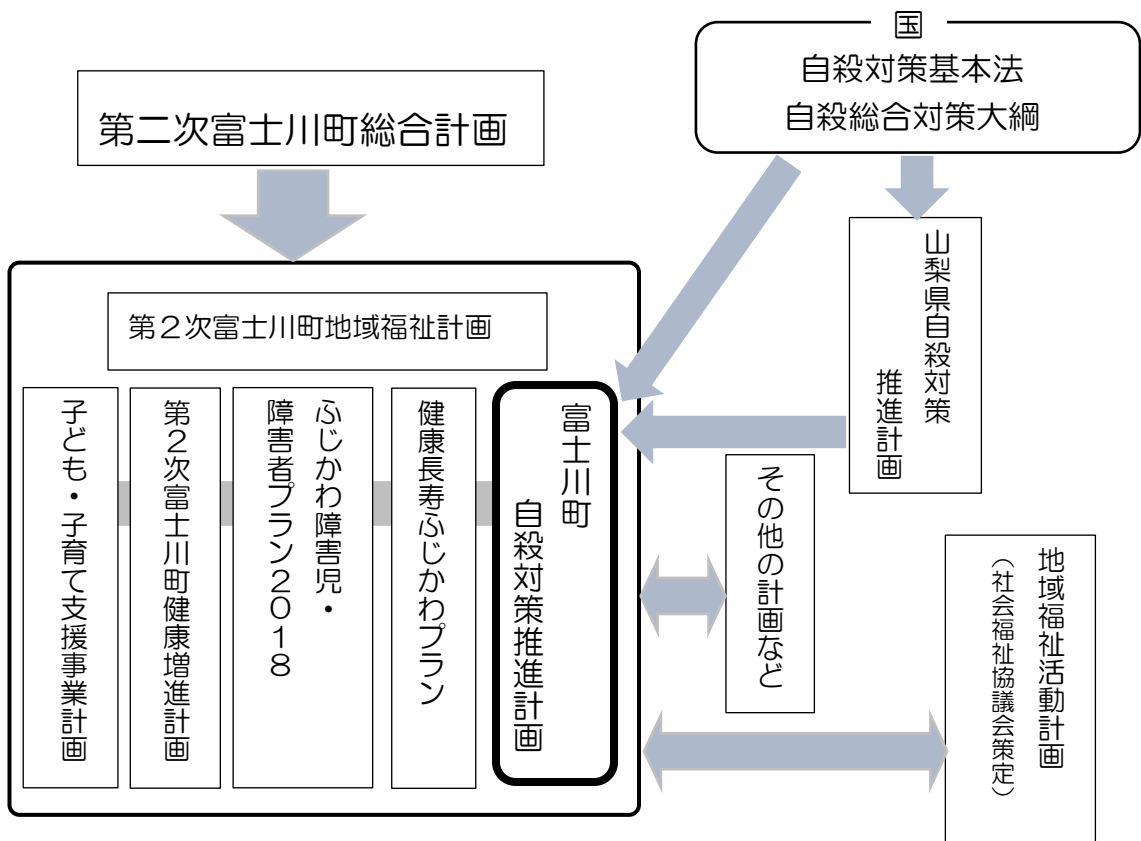 国
自殺対策基本法
自殺総合対策大綱
第二次富士川町総合計画
山梨県自殺対策
推進計画
第２次富士川町地域福祉計画
子ども・子育て支援事業計画
第２次富士川町健康増進計画
ふじかわ障害児・
障害者プラン２０１８
健康長寿ふじかわプラン
富士川町
自殺対策推進計画
その他の計画など
地域福祉活動計画
（社会福祉協議会策定）